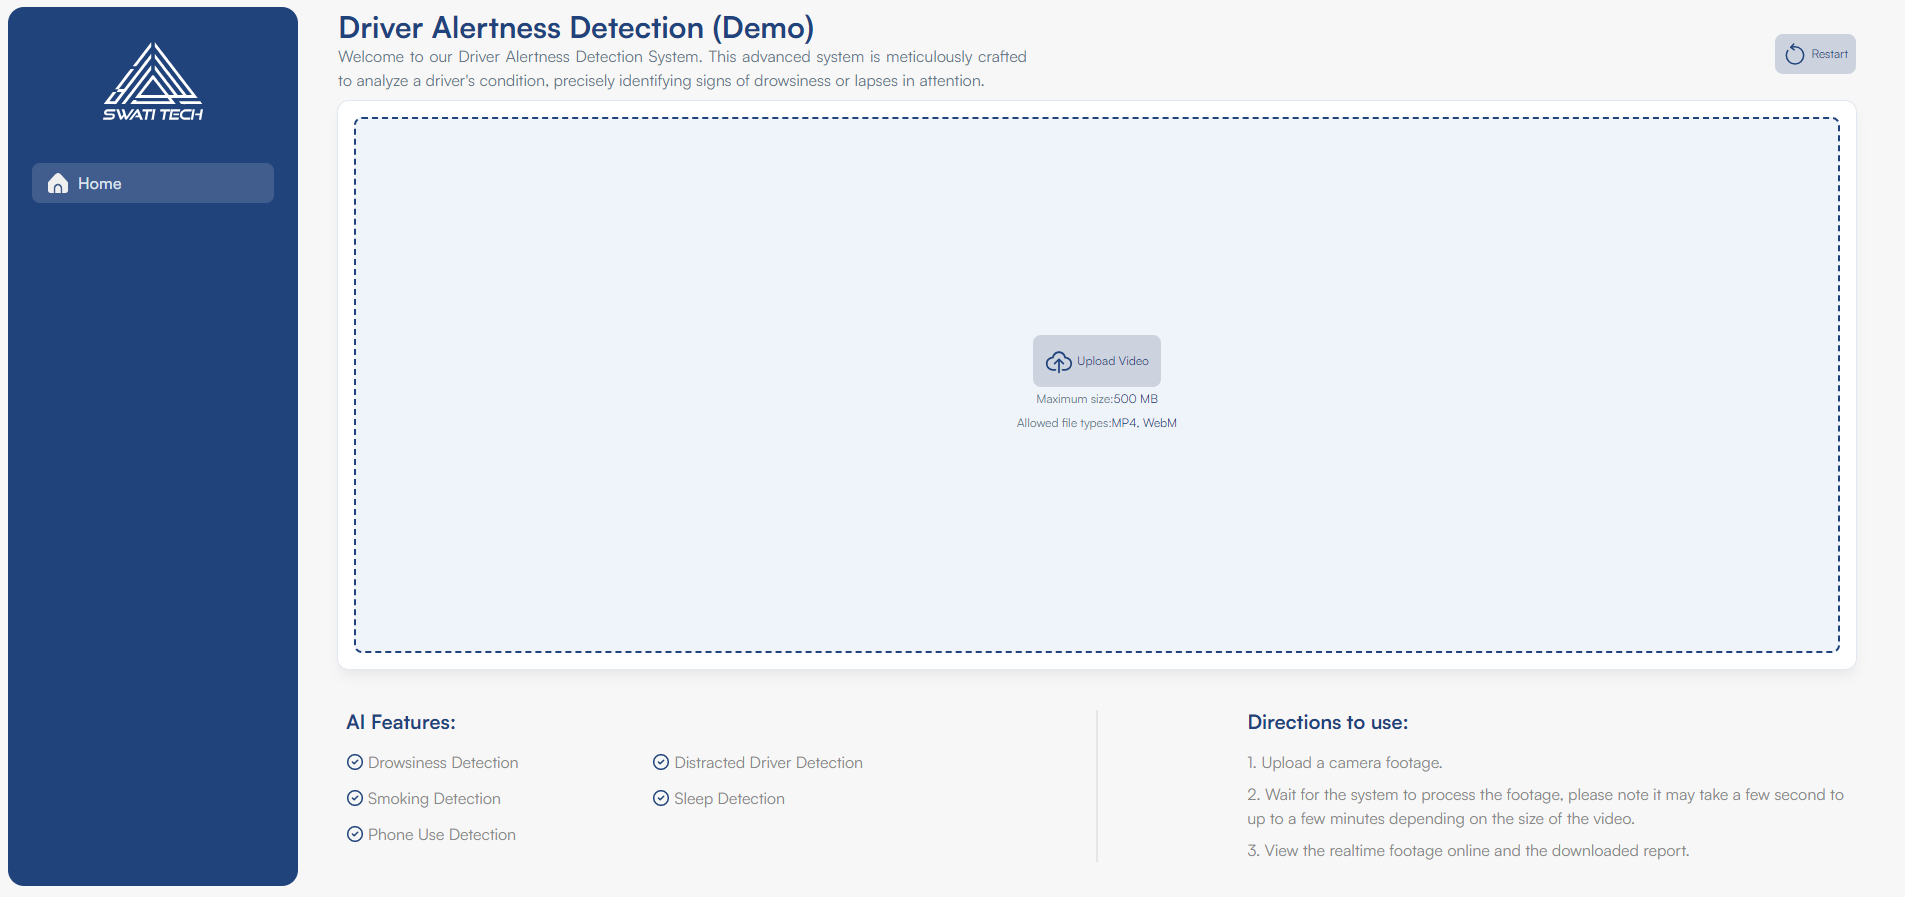 SWATI TECH
Home
Driver Alertness Detection (Demo)
Welcome to our Driver Alertness Detection System. This advanced system is meticulously crafted
to analyze a driver's condition, precisely identifying signs of drowsiness or lapses in attention.
Restart
Upload Video
Maximum size:500 MB
Allowed file types:MP4, WebM
AI Features:
Drowsiness Detection
Distracted Driver Detection
Smoking Detection
Sleep Detection
Phone Use Detection
Directions to use:
1. Upload a camera footage.
2. Wait for the system to process the footage, please note it may take a few second to
up to a few minutes depending on the size of the video.
3. View the realtime footage online and the downloaded report.